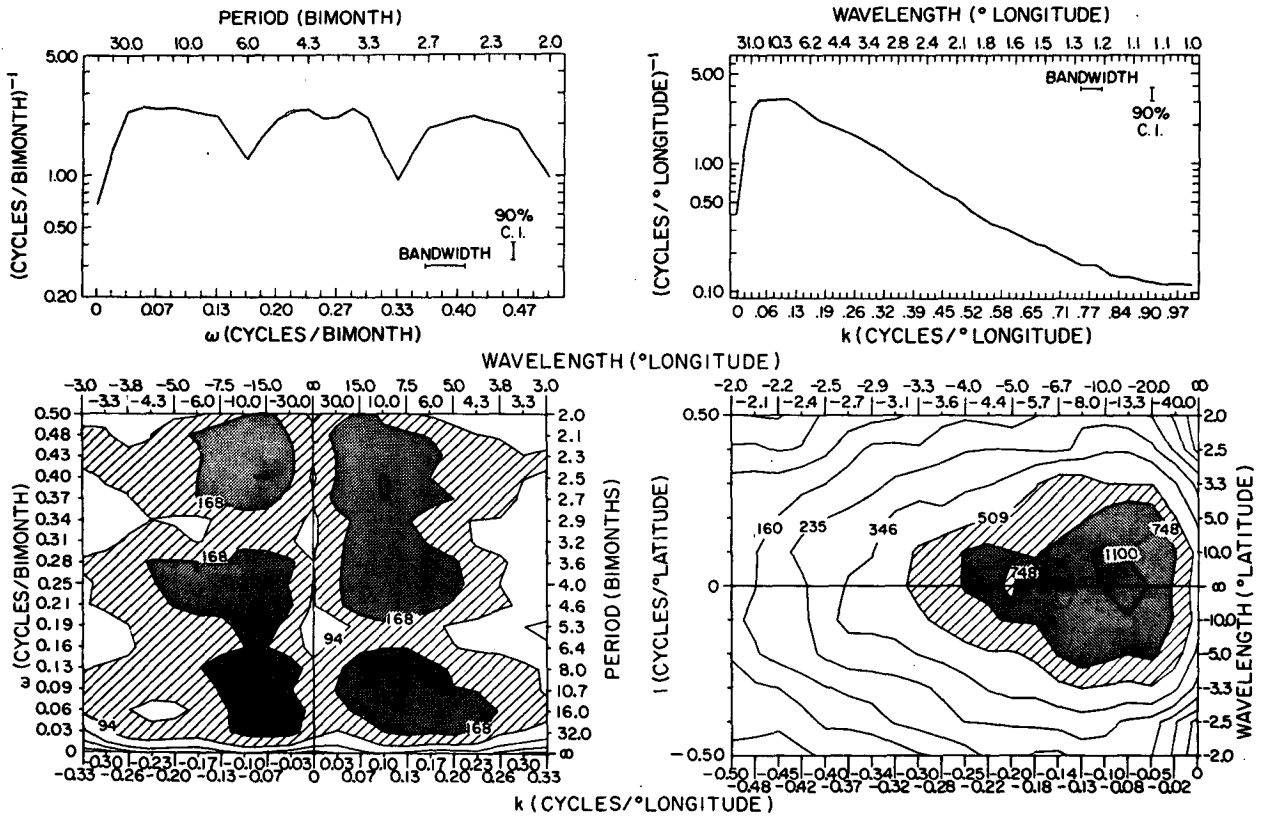 PERIOD (BIMONTH)
30.0 10.0 6.0 4.3 3.3 2.7 2.3 2.0
5.00
1.00
0.50
0.20
(CYCLES/BIMONTH)⁻¹
90%
C. I.
BANDWIDTH
0 0.07 0.13 0.20 0.27 0.33 0.40 0.47
ω (CYCLES/BIMONTH)
WAVELENGTH (° LONGITUDE)
31.0 10.3 6.2 4.4 3.4 2.8 2.4 2.1 1.8 1.6 1.5 1.3 1.2 1.1 1.1 1.0
5.00
1.00
0.50
0.10
(CYCLES/° LONGITUDE)⁻¹
BANDWIDTH
90%
C. I.
0 .06 .13 .19 .26 .32 .39 .45 .52 .58 .65 .71 .77 .84 .90 .97
k (CYCLES/° LONGITUDE)
WAVELENGTH (°LONGITUDE)
-3.0 -3.8 -5.0 -7.5 -15.0 ∞ 15.0 7.5 5.0 3.8 3.0
-3.3 -4.3 -6.0 -10.0 -30.0 30.0 10.0 6.0 4.3 3.3
0.50
0.48
0.43
0.40
0.37
0.34
0.31
0.28
0.25
0.21
0.19
0.16
0.13
0.09
0.06
0.03
0
ω (CYCLES/BIMONTH)
168
168
168
94
94
168
2.0
2.1
2.3
2.5
2.7
2.9
3.2
3.6
4.0
4.6
5.3
6.4
8.0
10.7
16.0
32.0
∞
PERIOD (BIMONTHS)
-0.30 -0.23 -0.17 -0.10 -0.03 0.03 0.10 0.17 0.23 0.30
-0.33 -0.26 -0.20 -0.13 -0.07 0 0.07 0.13 0.20 0.26 0.33
-2.0 -2.2 -2.5 -2.9 -3.3 -4.0 -5.0 -6.7 -10.0 -20.0 ∞
-2.1 -2.4 -2.7 -3.1 -3.6 -4.4 -5.7 -8.0 -13.3 -40.0
0.50
0
-0.50
l (CYCLES/°LATITUDE)
160 235 346 509 748 1100 748
2.0
2.5
3.3
5.0
10.0
∞
-10.0
-5.0
-3.3
-2.5
-2.0
WAVELENGTH (°LATITUDE)
-0.50 -0.45 -0.40 -0.34 -0.30 -0.25 -0.20 -0.14 -0.10 -0.05 0
-0.48 -0.42 -0.37 -0.32 -0.28 -0.22 -0.18 -0.12 -0.08 -0.02
k (CYCLES/°LONGITUDE)